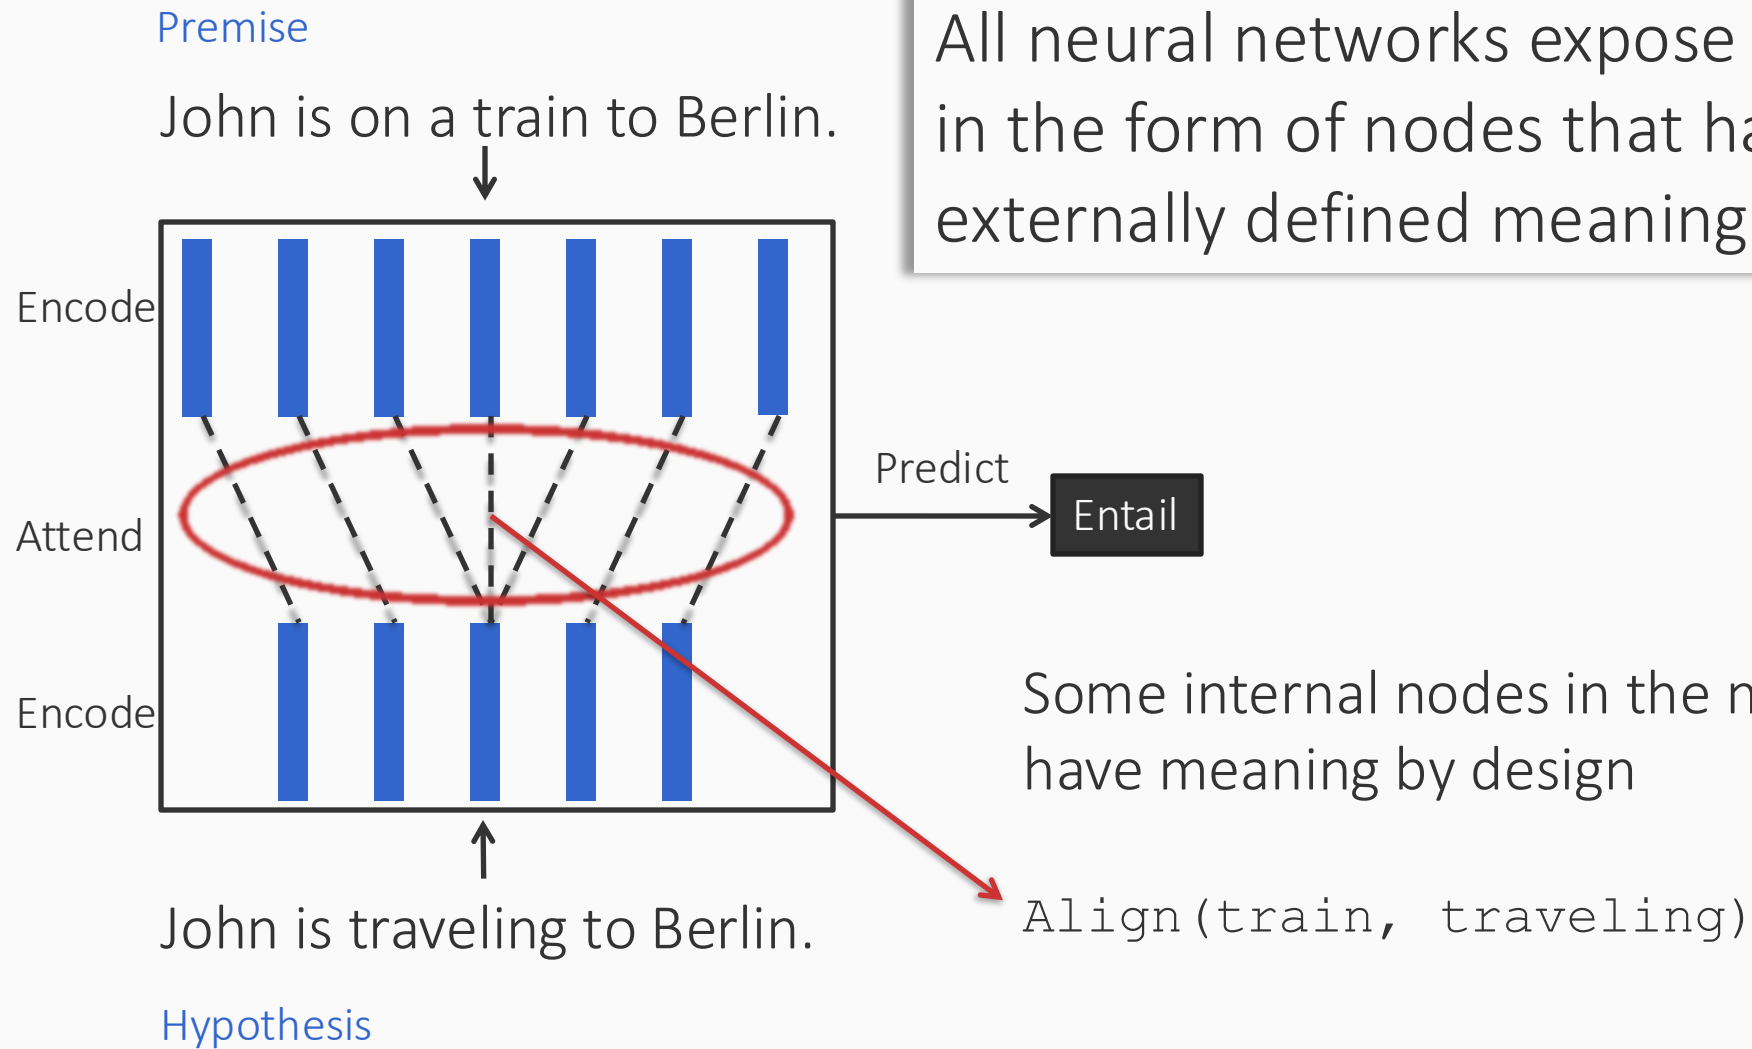 Premise
John is on a train to Berlin.
All neural networks expose
in the form of nodes that
externally defined meaning
Encode
Attend
Encode
Predict
Entail
Some internal nodes in the
have meaning by design
Align(train, traveling)
John is traveling to Berlin.
Hypothesis